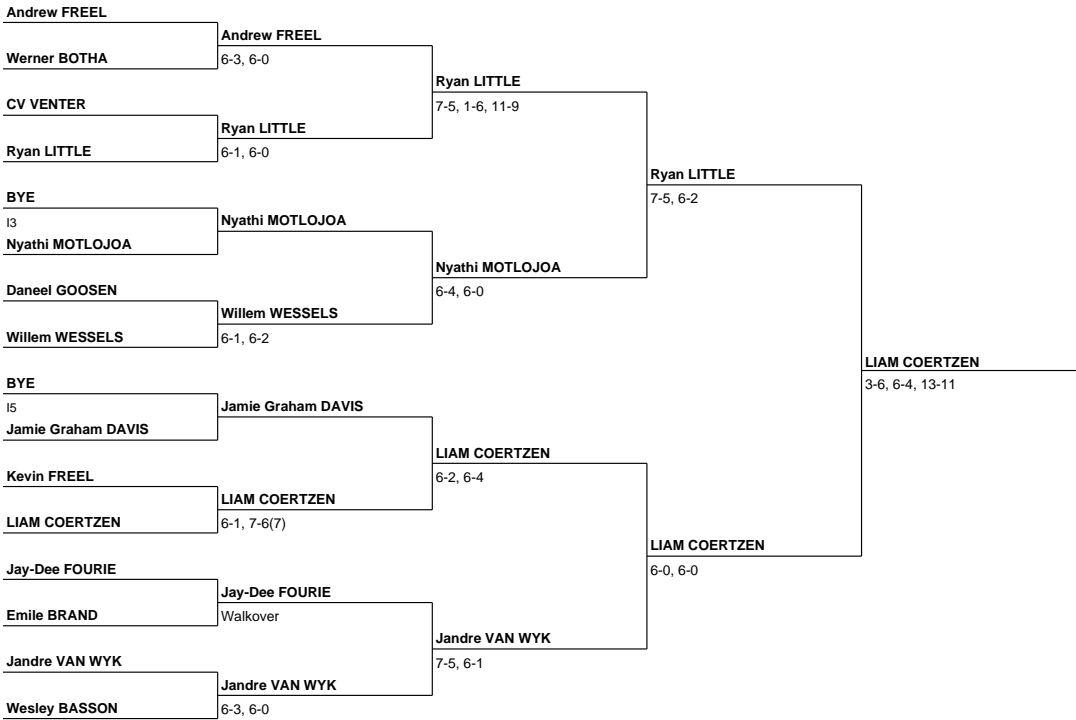 Andrew FREEL
Andrew FREEL
Werner BOTHA
6-3, 6-0
Ryan LITTLE
CV VENTER
7-5, 1-6, 11-9
Ryan LITTLE
Ryan LITTLE
6-1, 6-0
Ryan LITTLE
BYE
7-5, 6-2
I3
Nyathi MOTLOJOA
Nyathi MOTLOJOA
Nyathi MOTLOJOA
Daneel GOOSEN
6-4, 6-0
Willem WESSELS
Willem WESSELS
6-1, 6-2
LIAM COERTZEN
BYE
3-6, 6-4, 13-11
I5
Jamie Graham DAVIS
Jamie Graham DAVIS
LIAM COERTZEN
Kevin FREEL
6-2, 6-4
LIAM COERTZEN
LIAM COERTZEN
6-1, 7-6(7)
LIAM COERTZEN
Jay-Dee FOURIE
6-0, 6-0
Jay-Dee FOURIE
Emile BRAND
Walkover
Jandre VAN WYK
Jandre VAN WYK
7-5, 6-1
Jandre VAN WYK
Wesley BASSON
6-3, 6-0